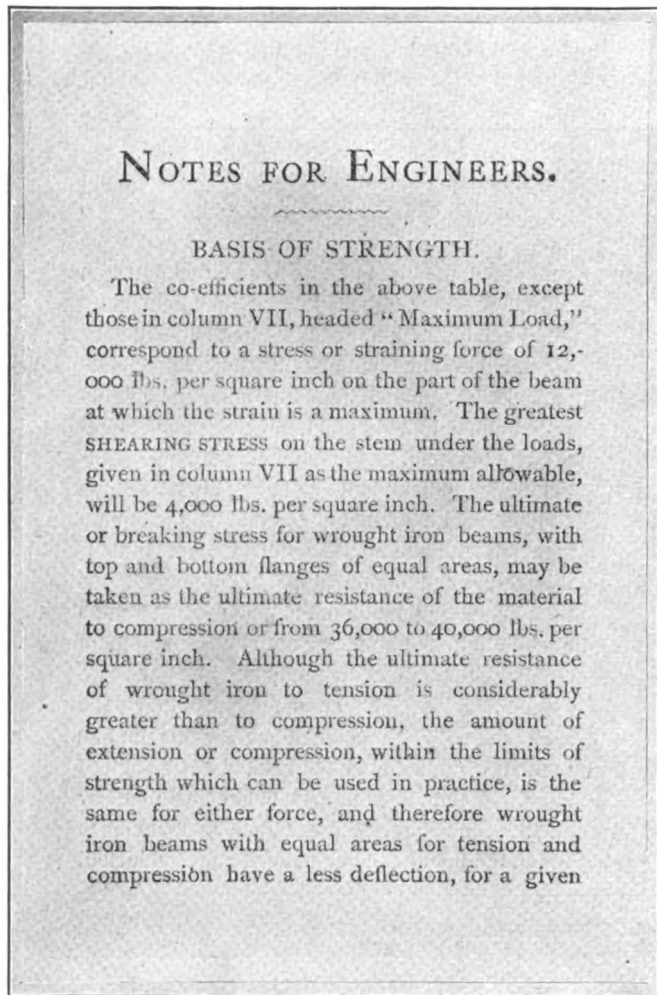 NOTES FOR ENGINEERS.
BASIS OF STRENGTH.
The co-efficients in the above table, except
those in column VII, headed “Maximum Load,”
correspond to a stress or straining force of 12,-
000 lbs. per square inch on the part of the beam
at which the strain is a maximum. The greatest
SHEARING STRESS on the stem under the loads,
given in column VII as the maximum allowable,
will be 4,000 lbs. per square inch. The ultimate
or breaking stress for wrought iron beams, with
top and bottom flanges of equal areas, may be
taken as the ultimate resistance of the material
to compression or from 36,000 to 40,000 lbs. per
square inch. Although the ultimate resistance
of wrought iron to tension is considerably
greater than to compression, the amount of
extension or compression, within the limits of
strength which can be used in practice, is the
same for either force, and therefore wrought
iron beams with equal areas for tension and
compression have a less deflection, for a given